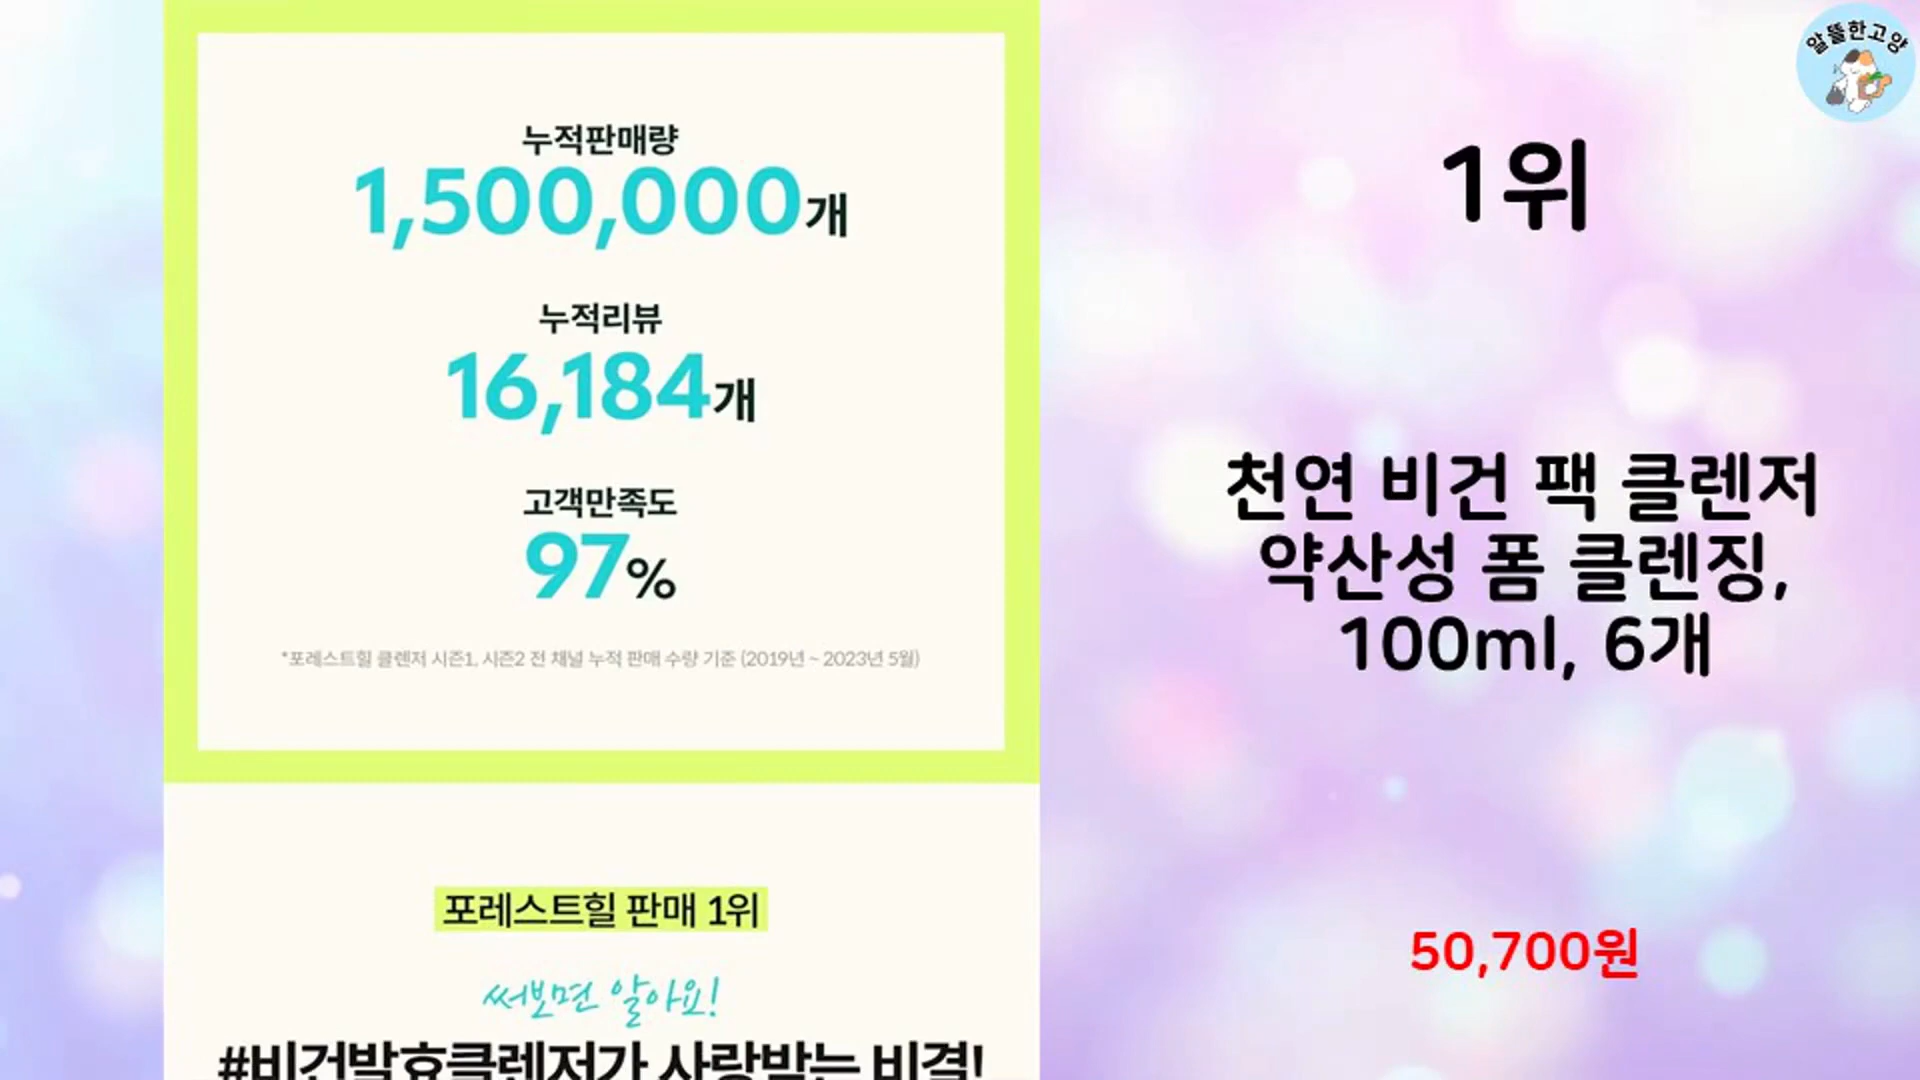 누적판매량
1,500,000개
누적리뷰
16,184개
고객만족도
97%
*포레스트힐 클렌저 시즌1, 시즌2 전 채널 누적 판매 수량 기준 (2019년 ~ 2023년 5월)
포레스트힐 판매 1위
써보면 알아요!
#비건발효클렌저가 사랑받는 비결!
알뜰한고양
1위
천연 비건 팩 클렌저
약산성 폼 클렌징,
100ml, 6개
50,700원